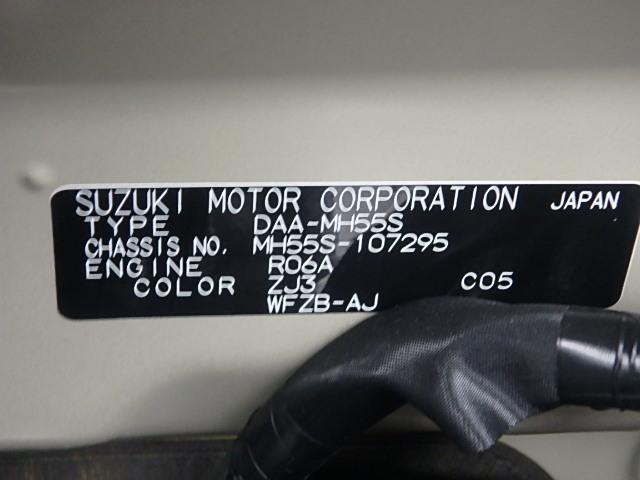 SUZUKI MOTOR CORPORATION JAPAN
TYPE DAA-MH55S
CHASSIS NO. MH55S-107295
ENGINE R06A
COLOR ZJ3 C05
WFZB-AJ